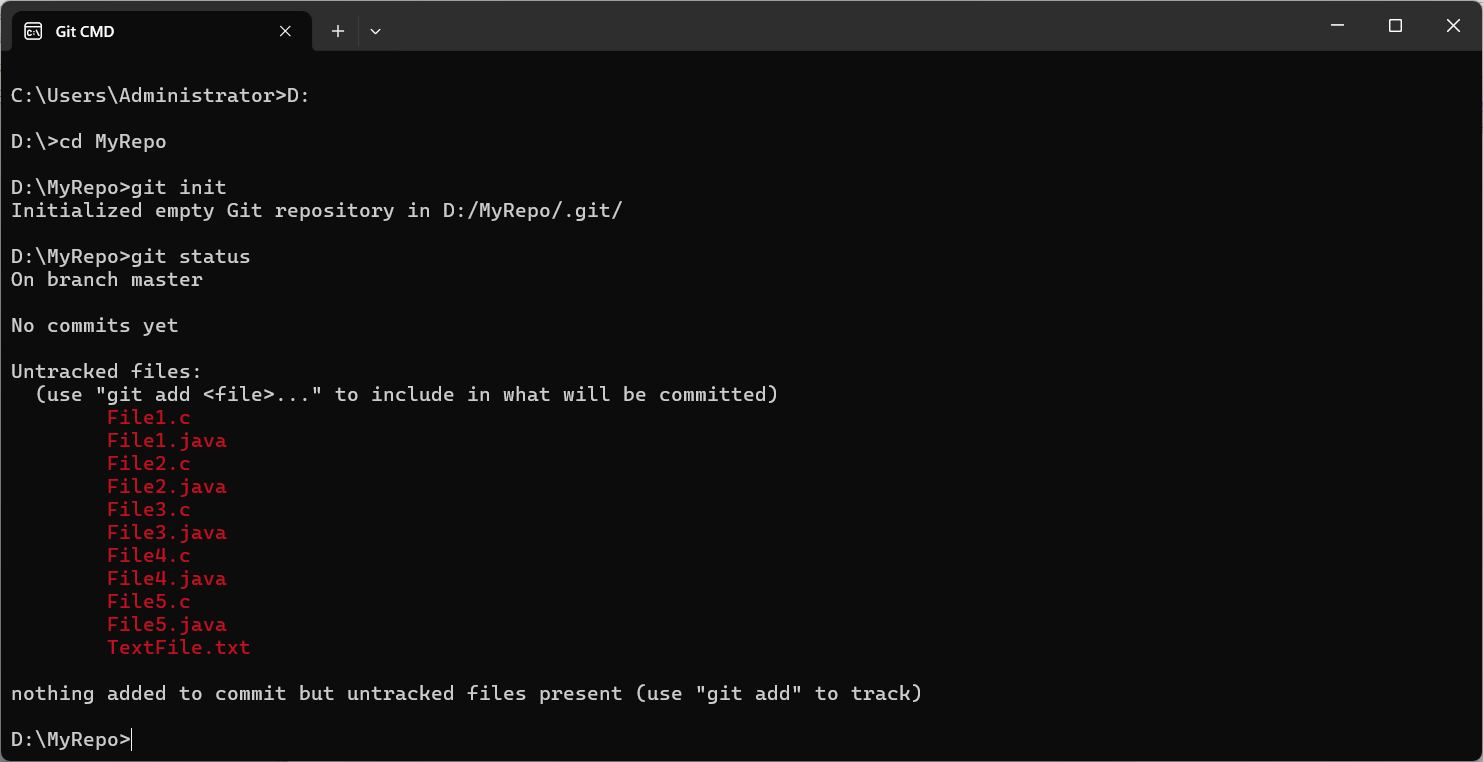 Git CMD
C:\Users\Administrator>D:
D:\>cd MyRepo
D:\MyRepo>git init
Initialized empty Git repository in D:/MyRepo/.git/
D:\MyRepo>git status
On branch master
No commits yet
Untracked files:
  (use "git add <file>..." to include in what will be committed)
        File1.c
        File1.java
        File2.c
        File2.java
        File3.c
        File3.java
        File4.c
        File4.java
        File5.c
        File5.java
        TextFile.txt
nothing added to commit but untracked files present (use "git add" to track)
D:\MyRepo>